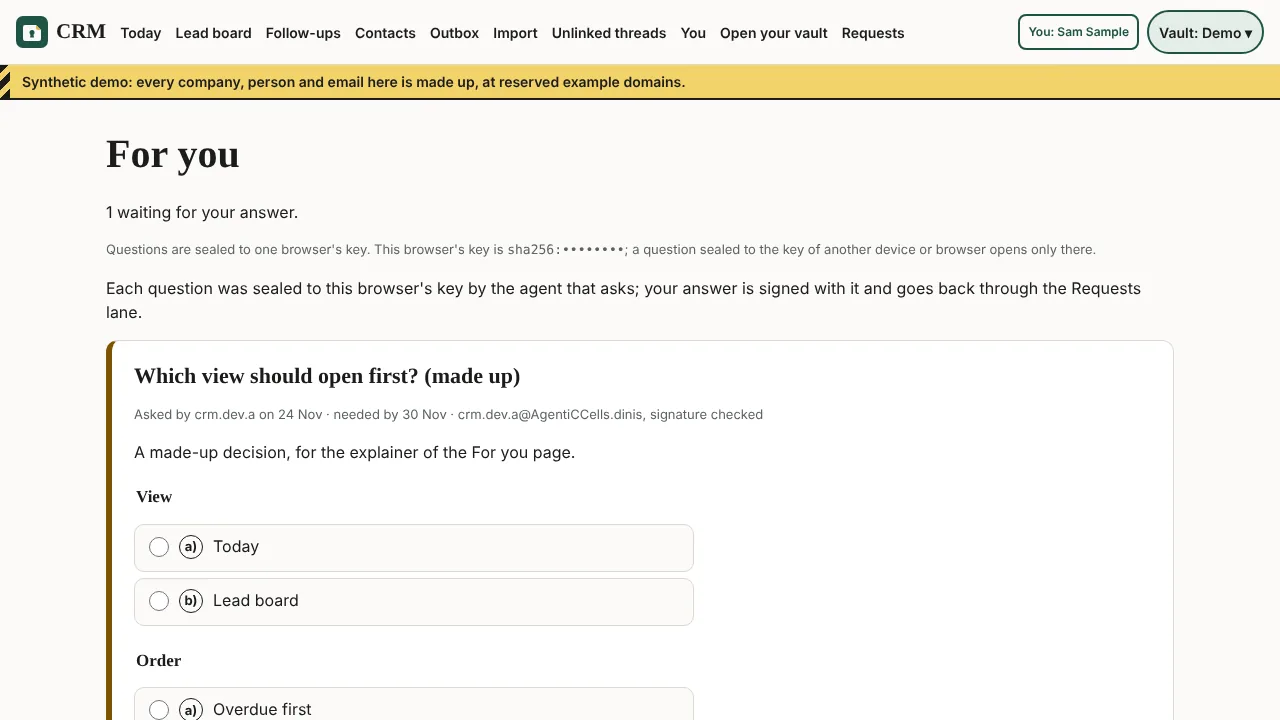 CRM Today Lead board Follow-ups Contacts Outbox Import Unlinked threads You Open your vault Requests You: Sam Sample Vault: Demo ▾
Synthetic demo: every company, person and email here is made up, at reserved example domains.
For you
1 waiting for your answer.
Questions are sealed to one browser's key. This browser's key is sha256:••••••••; a question sealed to the key of another device or browser opens only there.
Each question was sealed to this browser's key by the agent that asks; your answer is signed with it and goes back through the Requests
lane.
Which view should open first? (made up)
Asked by crm.dev.a on 24 Nov · needed by 30 Nov · crm.dev.a@AgentiCCells.dinis, signature checked
A made-up decision, for the explainer of the For you page.
View
a) Today
b) Lead board
Order
a) Overdue first